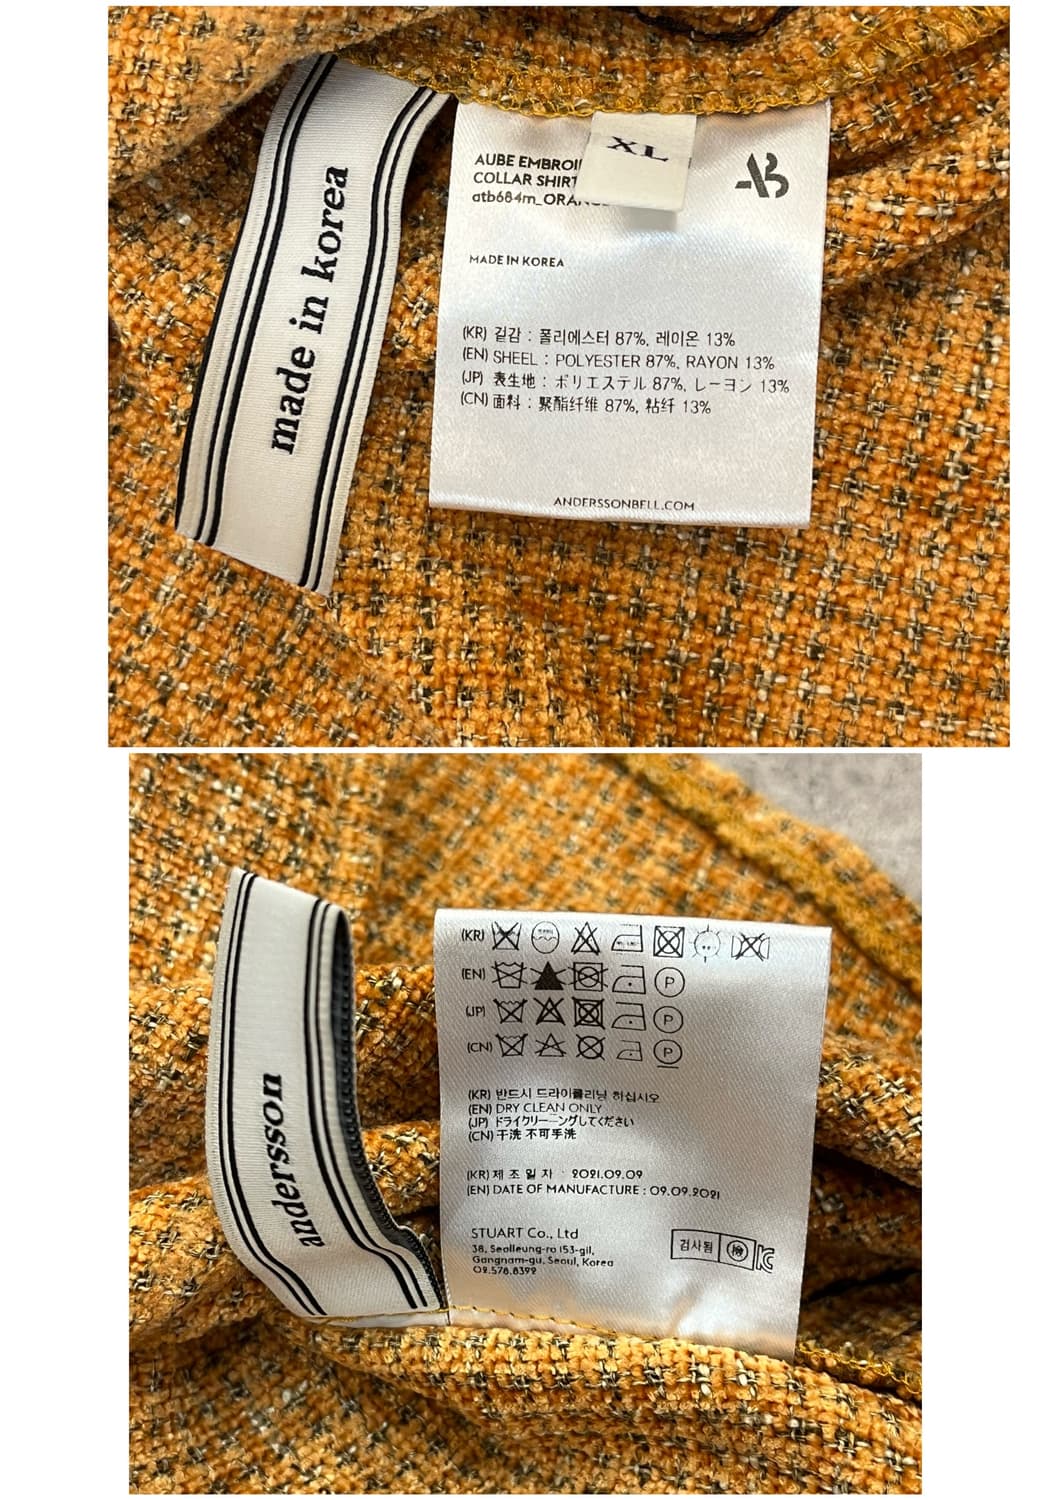 made in korea
XL
AUBE EMBROI
COLLAR SHIRT
atb684m_ORAN
MADE IN KOREA
(KR) 겉감 : 폴리에스터 87%, 레이온 13%
(EN) SHEEL : POLYESTER 87%, RAYON 13%
(JP) 表生地 : ポリエステル 87%, レーヨン 13%
(CN) 面料 : 聚酯纤维 87%, 粘纤 13%
ANDERSSONBELL.COM
andersson
(KR)
(EN) P
(JP) P
(CN) P
(KR) 반드시 드라이클리닝 하십시오
(EN) DRY CLEAN ONLY
(JP) ドライクリーニングしてください
(CN) 干洗 不可手洗
(KR) 제 조 일 자 : 2021.09.09
(EN) DATE OF MANUFACTURE : 09.09.2021
STUART Co., Ltd
38, Seolleung-ro 153-gil,
Gangnam-gu, Seoul, Korea
02.578.8392
검사됨